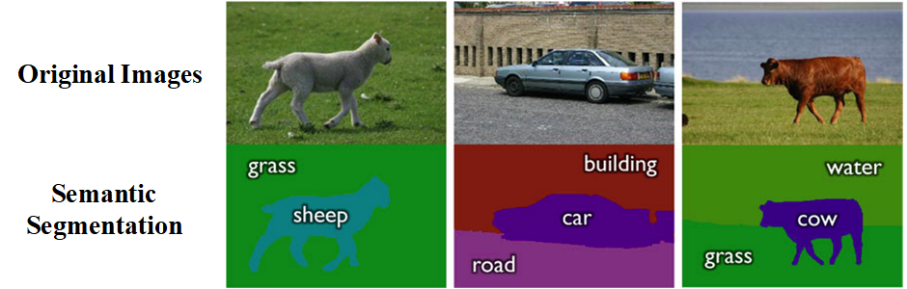 Original Images
Semantic
Segmentation
grass
sheep
building
car
road
water
cow
grass